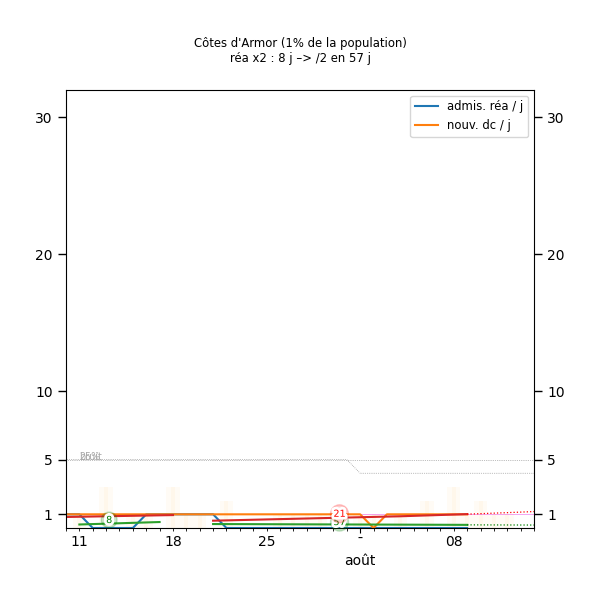 Côtes d'Armor (1% de la population)
réa x2 : 8 j –> /2 en 57 j
admis. réa / j
nouv. dc / j
30 30
20 20
10 10
5 5
25%
1 1
8
21
57
11 18 25 - 08
août